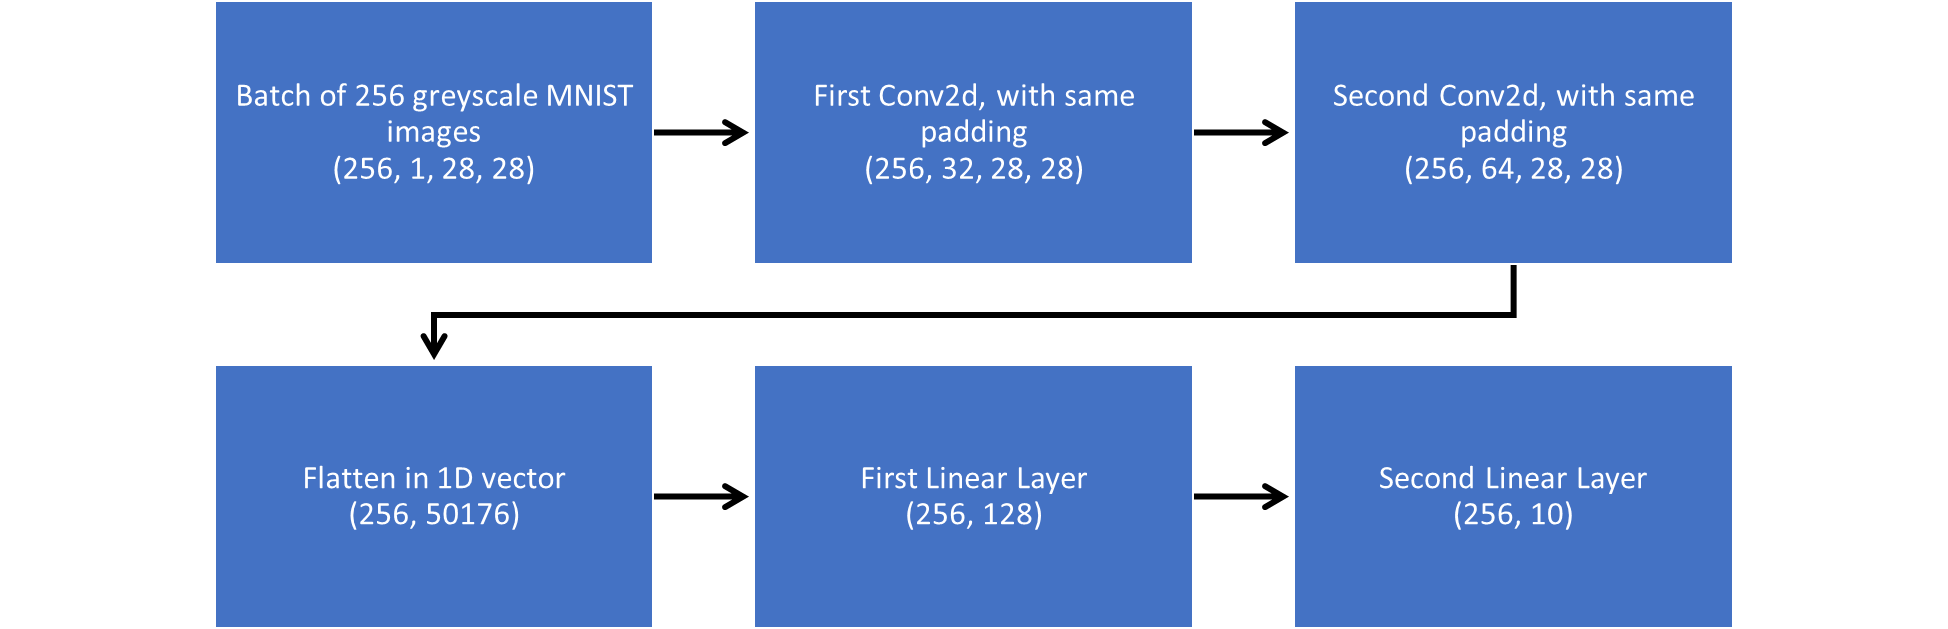 Batch of 256 greyscale MNIST
images
(256, 1, 28, 28)
First Conv2d, with same
padding
(256, 32, 28, 28)
Second Conv2d, with same
padding
(256, 64, 28, 28)
Flatten in 1D vector
(256, 50176)
First Linear Layer
(256, 128)
Second Linear Layer
(256, 10)